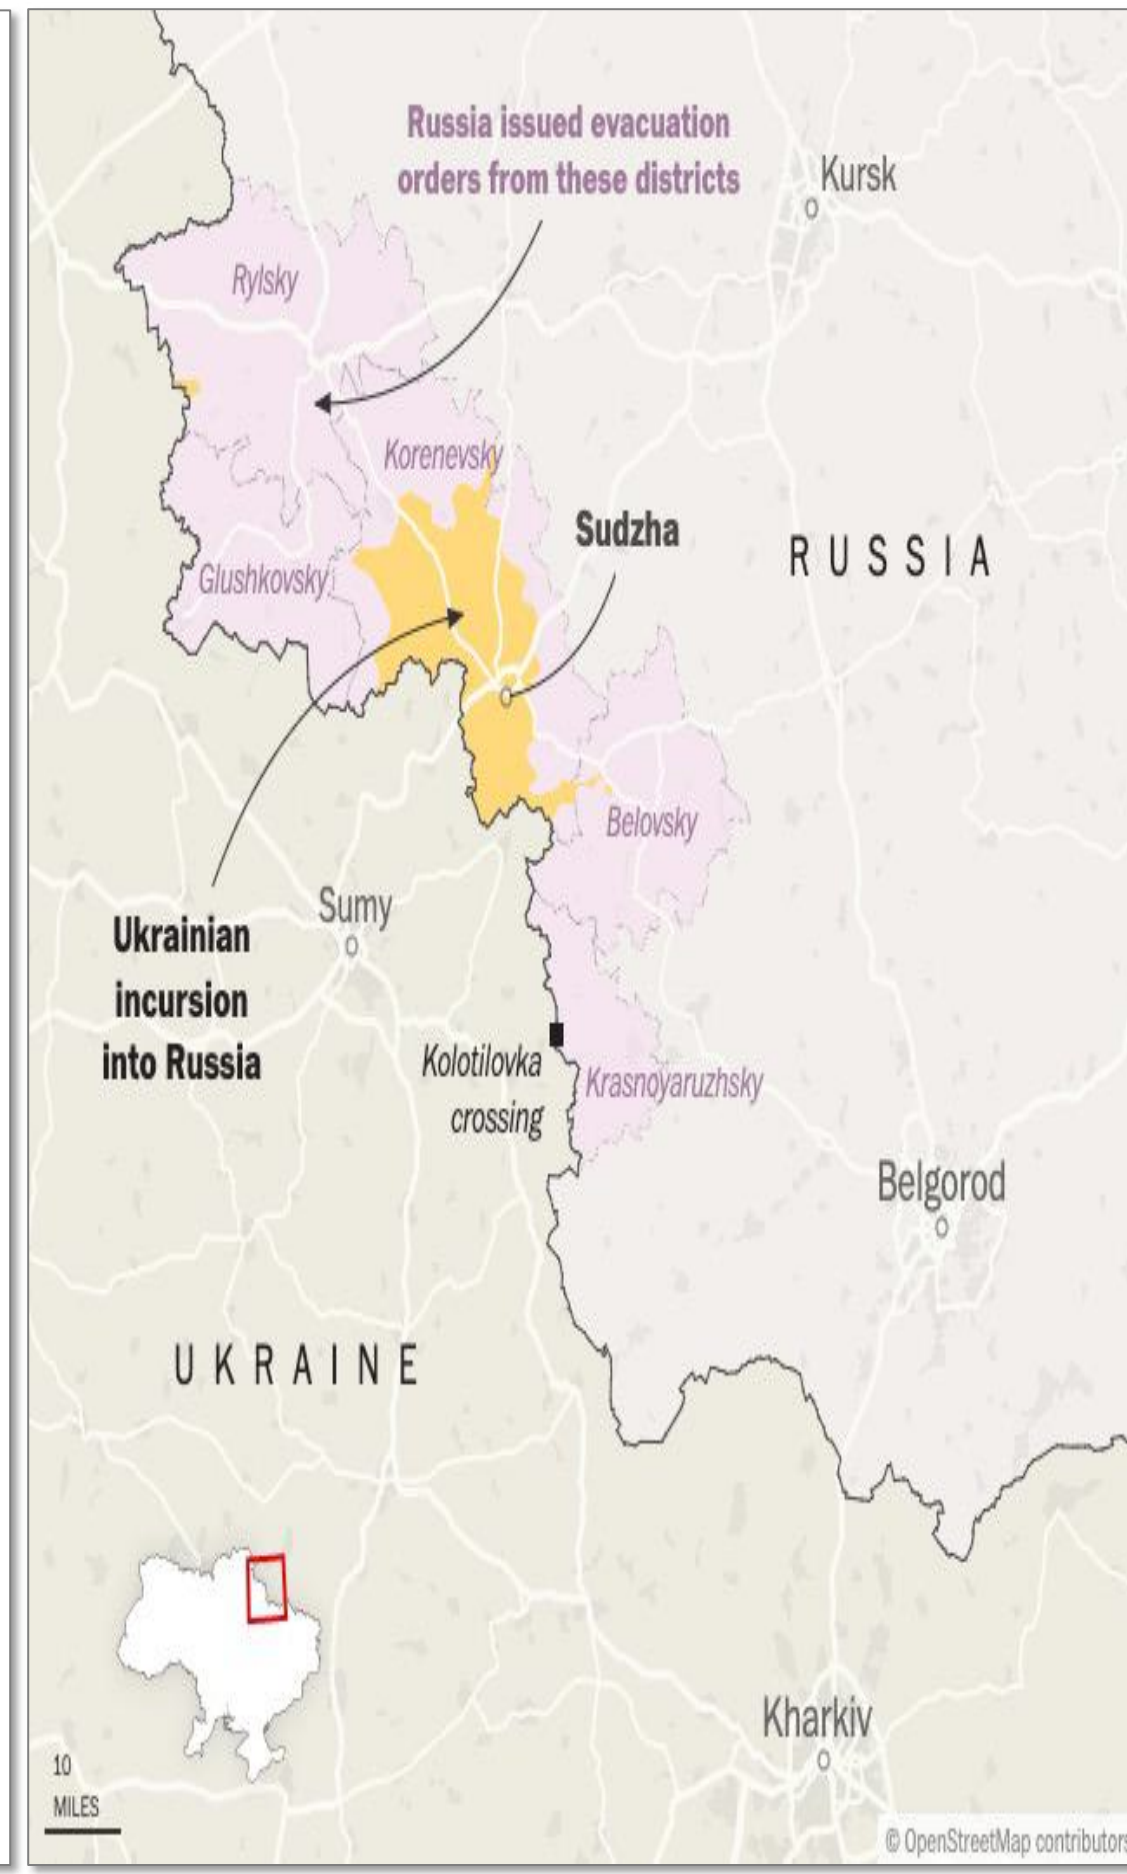 Russia issued evacuation
orders from these districts
Kursk
Rylsky
Korenevsky
Sudzha
RUSSIA
Glushkovsky
Belovsky
Sumy
Ukrainian
incursion
into Russia
Kolotilovka
crossing
Krasnoyaruzhsky
Belgorod
UKRAINE
Kharkiv
10
MILES
© OpenStreetMap contributors